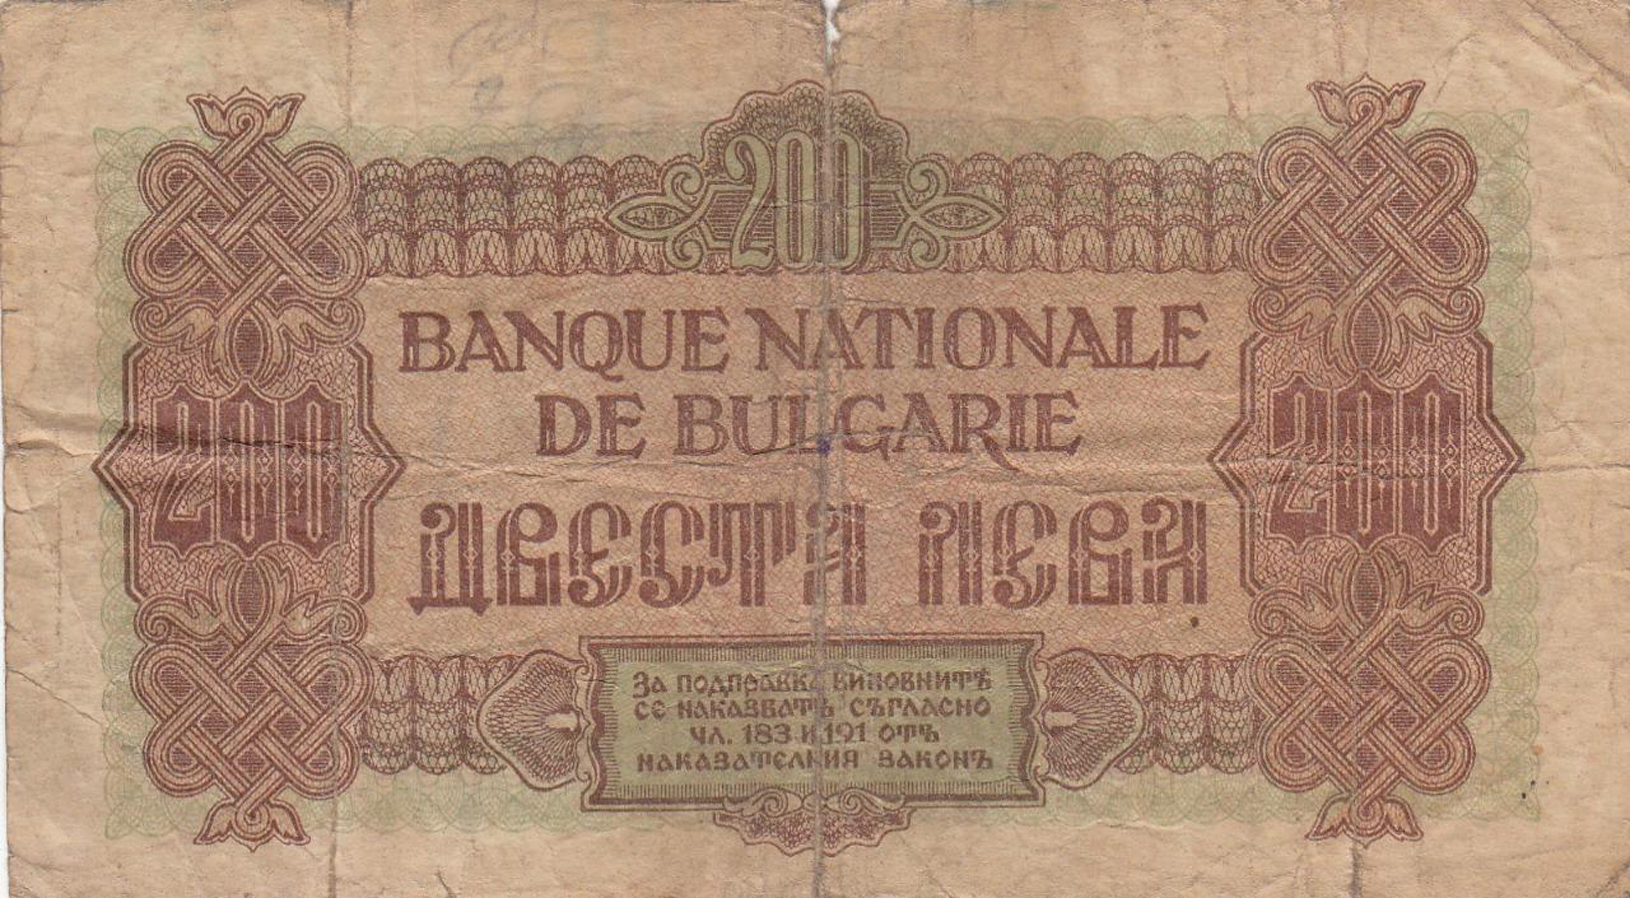 200
BANQUE NATIONALE
DE BULGARIE
200
200
ДВЕСТА ЛЕВА
За подправка виновнитѣ
се наказватъ съгласно
чл. 183 и 191 отъ
наказателния законъ